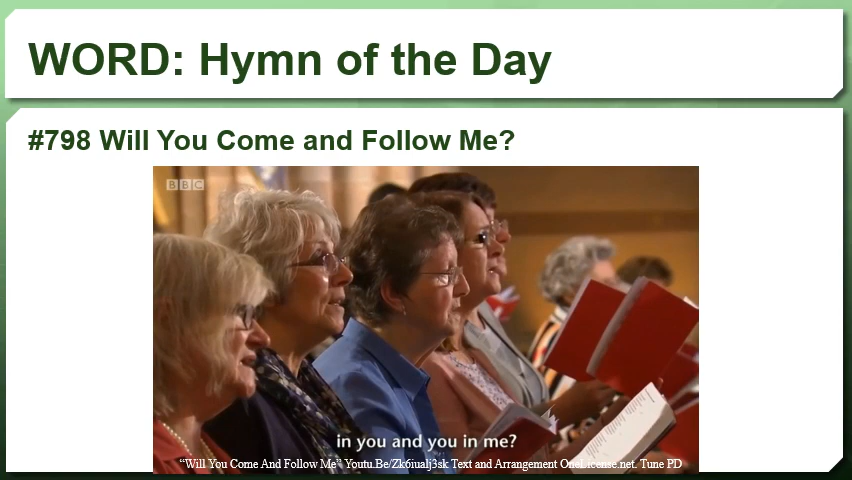 WORD: Hymn of the Day
#798 Will You Come and Follow Me?
BBC
in you and you in me?
“Will You Come And Follow Me” Youtu.Be/Zk6iualj3sk Text and Arrangement OneLicense.net. Tune PD